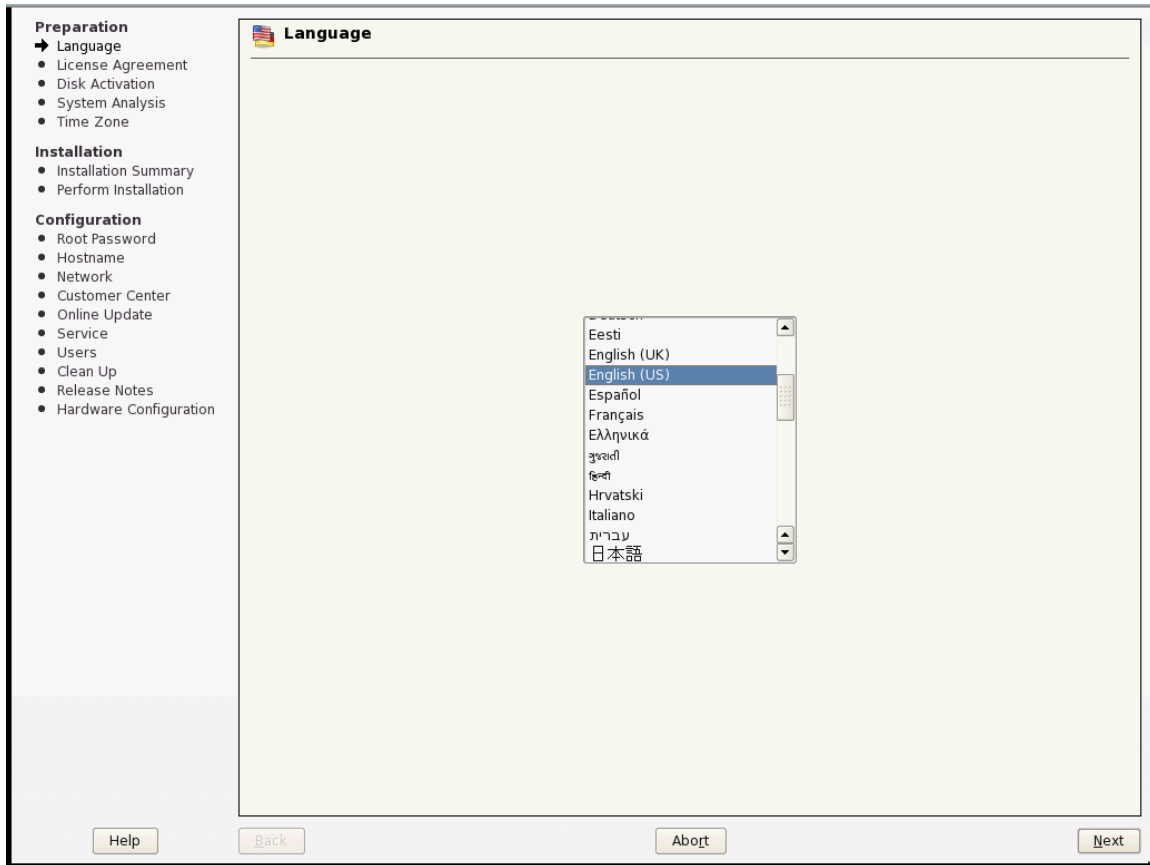 Preparation
Language
License Agreement
Disk Activation
System Analysis
Time Zone
Installation
Installation Summary
Perform Installation
Configuration
Root Password
Hostname
Network
Customer Center
Online Update
Service
Users
Clean Up
Release Notes
Hardware Configuration
Language
Eesti
English (UK)
English (US)
Español
Français
Ελληνικά
ગુજરાતી
हिन्दी
Hrvatski
Italiano
עברית
日本語
Help
Back
Abort
Next